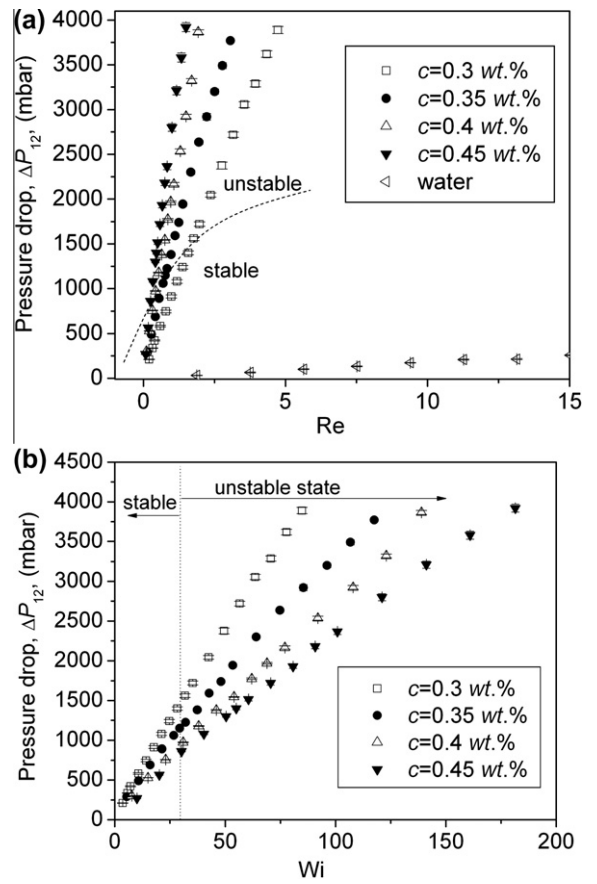 (a)
4000
3500
3000
2500
2000
1500
1000
500
0
Pressure drop, ΔP₁₂, (mbar)
c=0.3 wt.%
c=0.35 wt.%
c=0.4 wt.%
c=0.45 wt.%
water
unstable
stable
0 5 10 15
Re
(b)
4500
4000
3500
3000
2500
2000
1500
1000
500
0
Pressure drop, ΔP₁₂, (mbar)
stable
unstable state
c=0.3 wt.%
c=0.35 wt.%
c=0.4 wt.%
c=0.45 wt.%
0 50 100 150 200
Wi